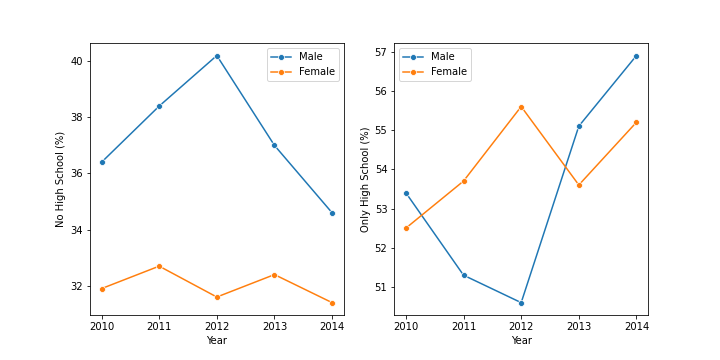 No High School (%)
40
38
36
34
32
Male
Female
2010 2011 2012 2013 2014
Year
Only High School (%)
57
56
55
54
53
52
51
Male
Female
2010 2011 2012 2013 2014
Year